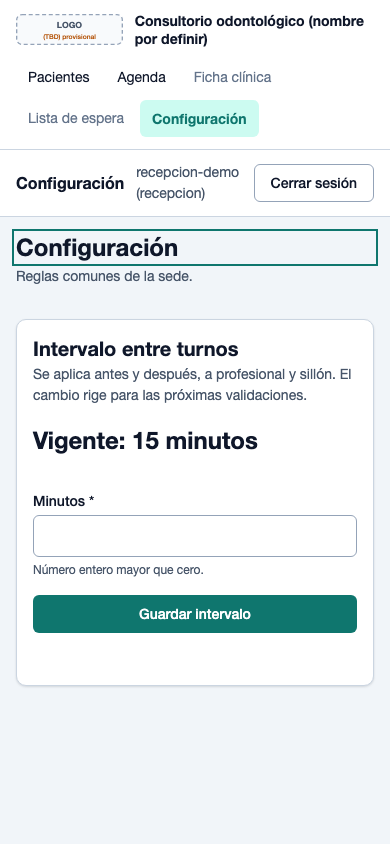 LOGO
(TBD) provisional
Consultorio odontológico (nombre
por definir)
Pacientes
Agenda
Ficha clínica
Lista de espera
Configuración
Configuración
recepcion-demo
(recepcion)
Cerrar sesión
Configuración
Reglas comunes de la sede.
Intervalo entre turnos
Se aplica antes y después, a profesional y sillón. El
cambio rige para las próximas validaciones.
Vigente: 15 minutos
Minutos *
Número entero mayor que cero.
Guardar intervalo